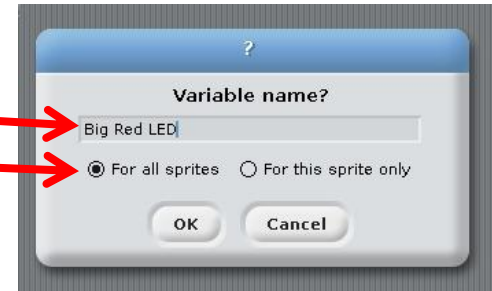 ?
Variable name?
Big Red LED
For all sprites For this sprite only
OK Cancel